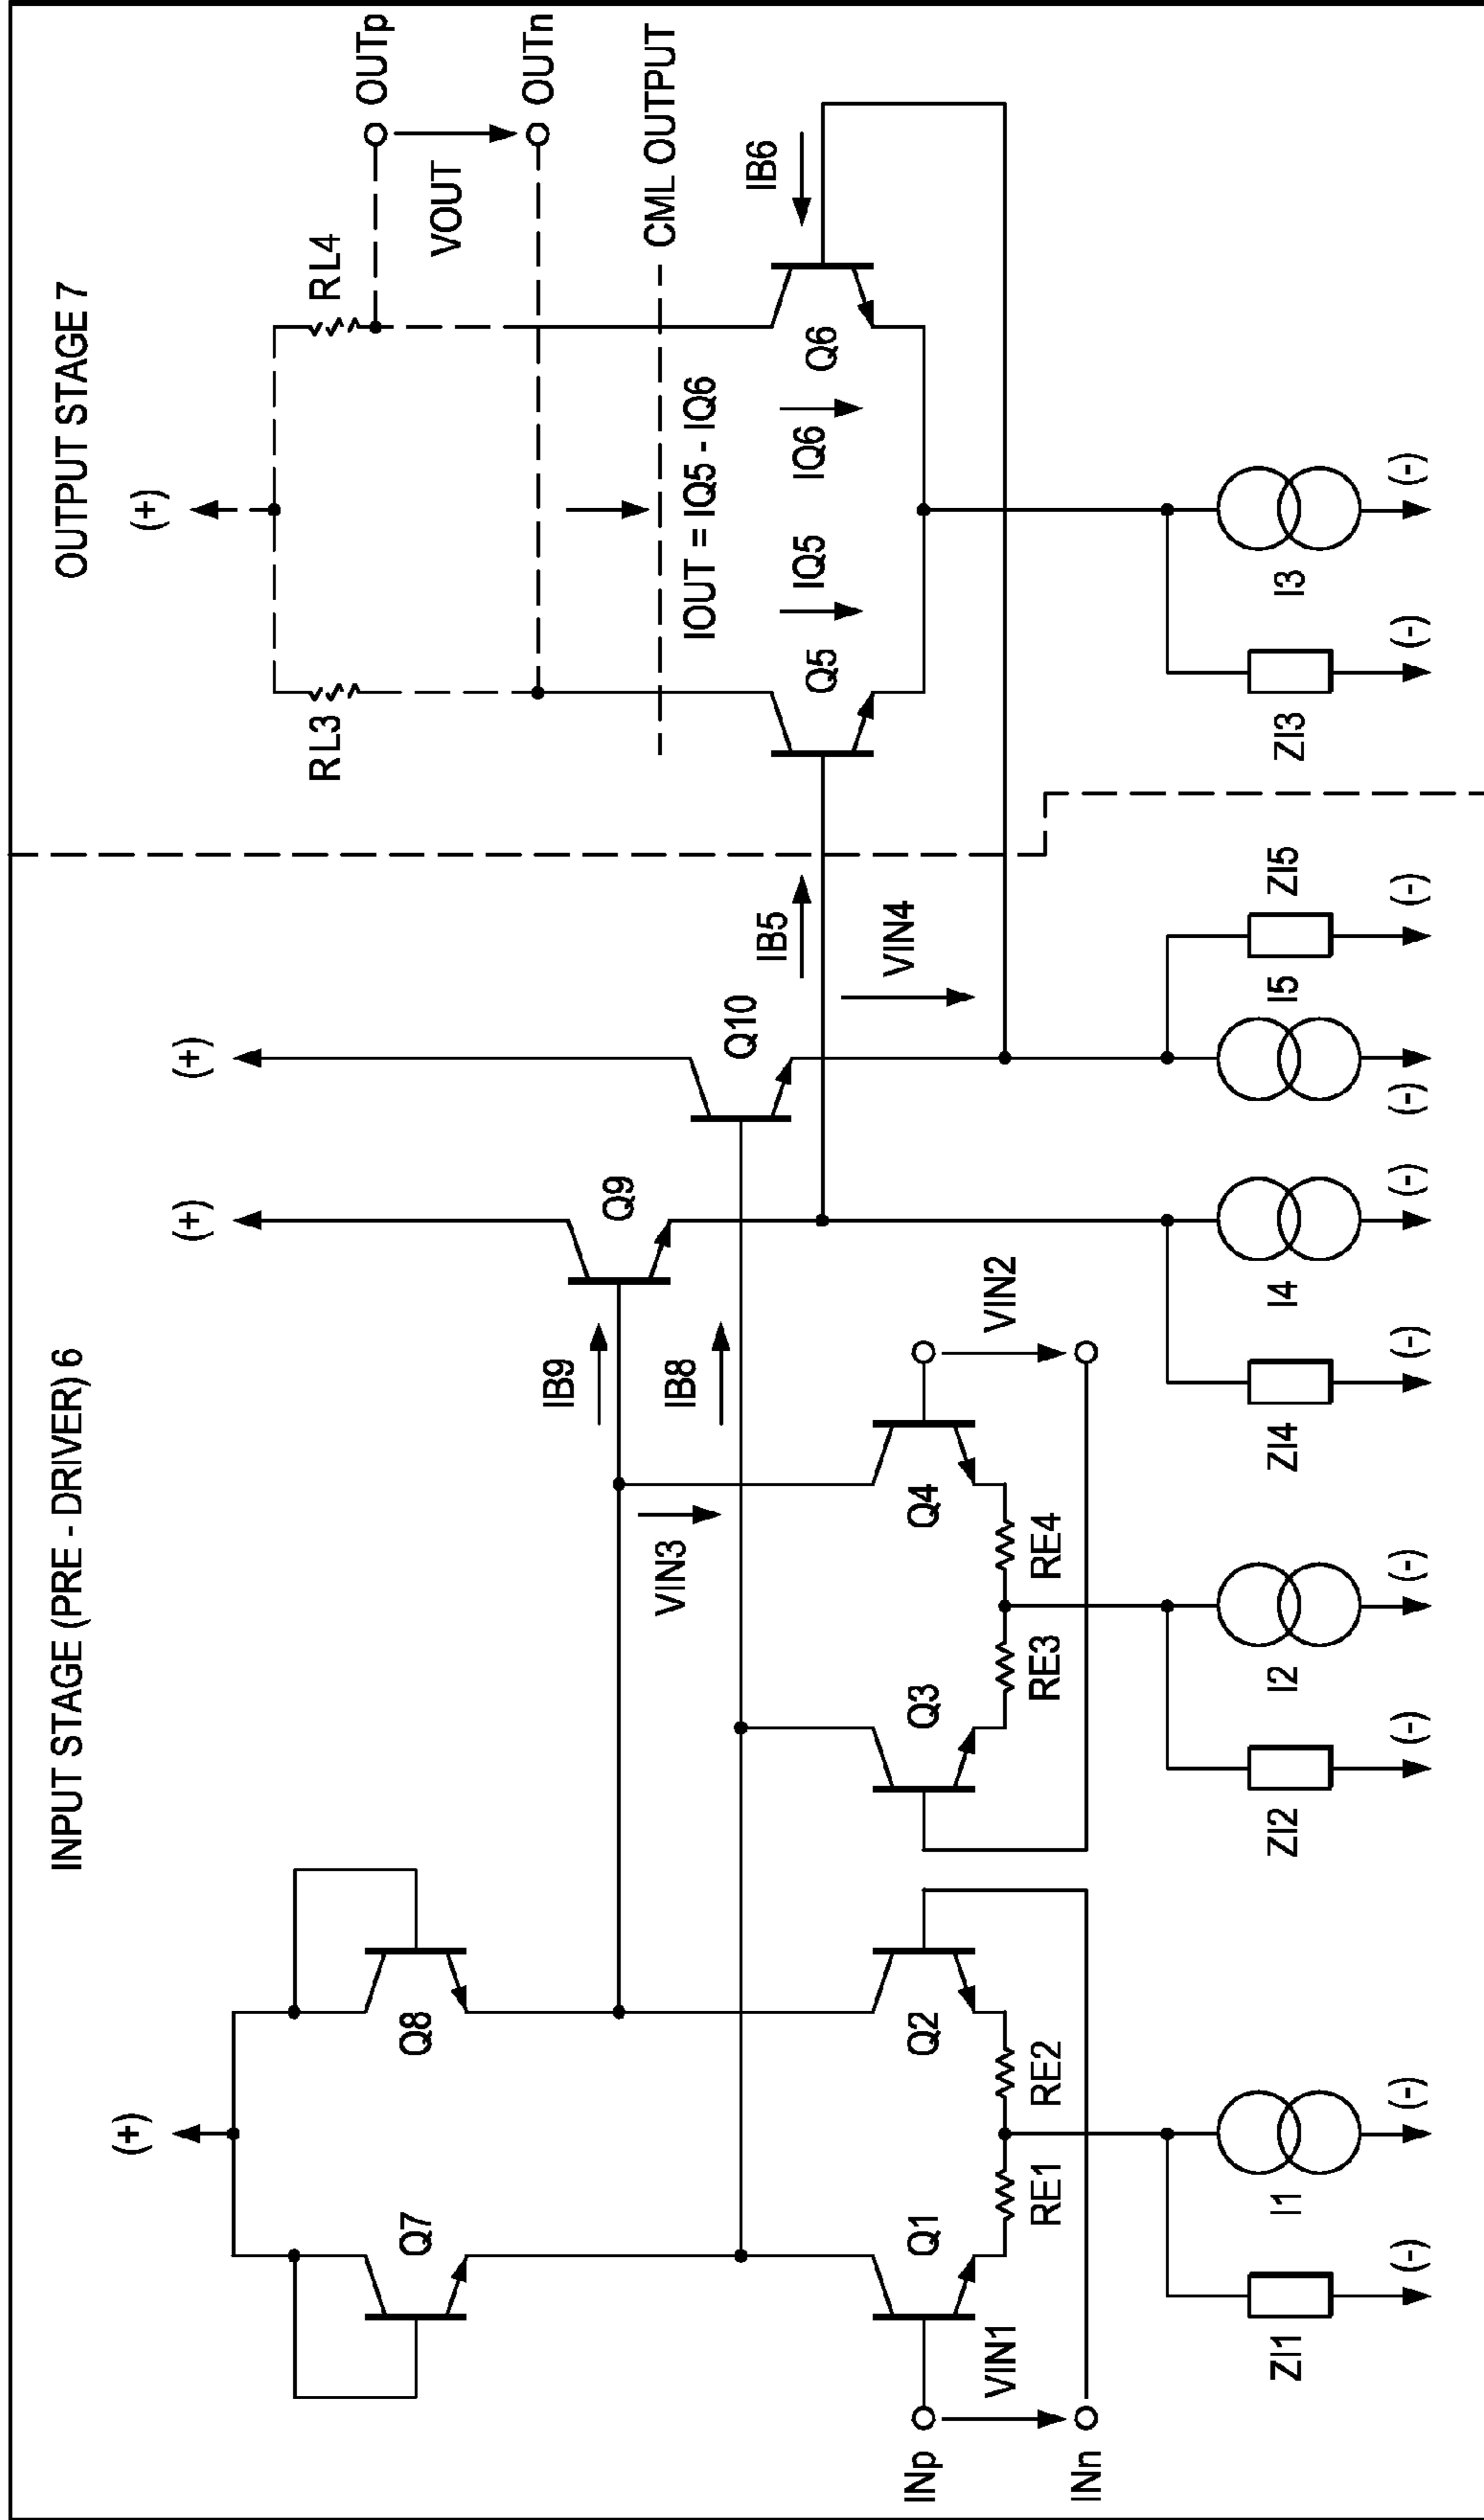 INPUT STAGE (PRE - DRIVER) 6
OUTPUT STAGE 7
(+)
(+)
(+)
(+)
Q7
Q8
Q9
Q10
RL3
RL4
OUTp
VOUT
OUTn
CML OUTPUT
IOUT = IQ5 - IQ6
IB9
IB8
IB5
IB6
VIN3
VIN4
IQ5
IQ6
Q5
Q6
INp
VIN1
INn
Q1
Q2
Q3
Q4
VIN2
RE1
RE2
RE3
RE4
ZI1
I1
ZI2
I2
ZI4
I4
I5
ZI5
ZI3
I3
(-)
(-)
(-)
(-)
(-)
(-)
(-)
(-)
(-)
(-)